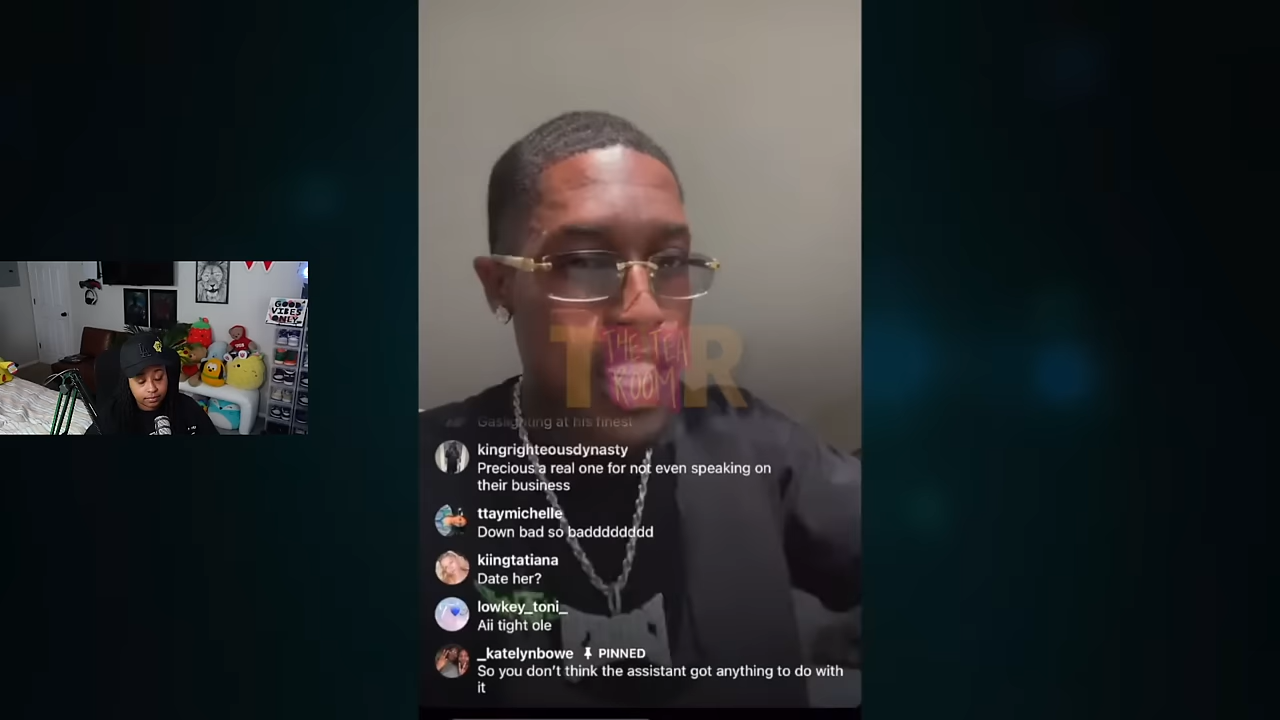 GOOD
VIBES
ONLY
T R
THE TEA
ROOM
Gaslighting at his finest
kingrighteousdynasty
Precious a real one for not even speaking on
their business
ttaymichelle
Down bad so badddddddd
kiingtatiana
Date her?
lowkey_toni_
Aii tight ole
_katelynbowe PINNED
So you don’t think the assistant got anything to do with
it